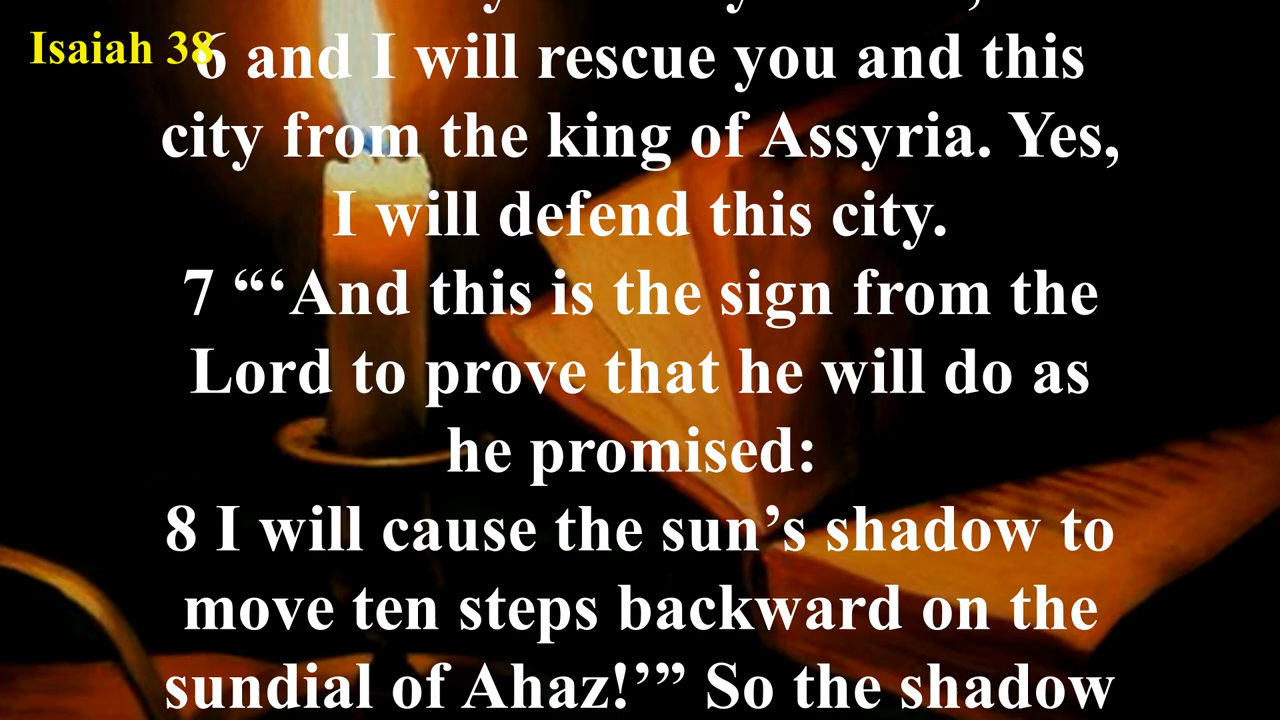 Isaiah 38
6 and I will rescue you and this
city from the king of Assyria. Yes,
I will defend this city.
7 “‘And this is the sign from the
Lord to prove that he will do as
he promised:
8 I will cause the sun’s shadow to
move ten steps backward on the
sundial of Ahaz!’” So the shadow